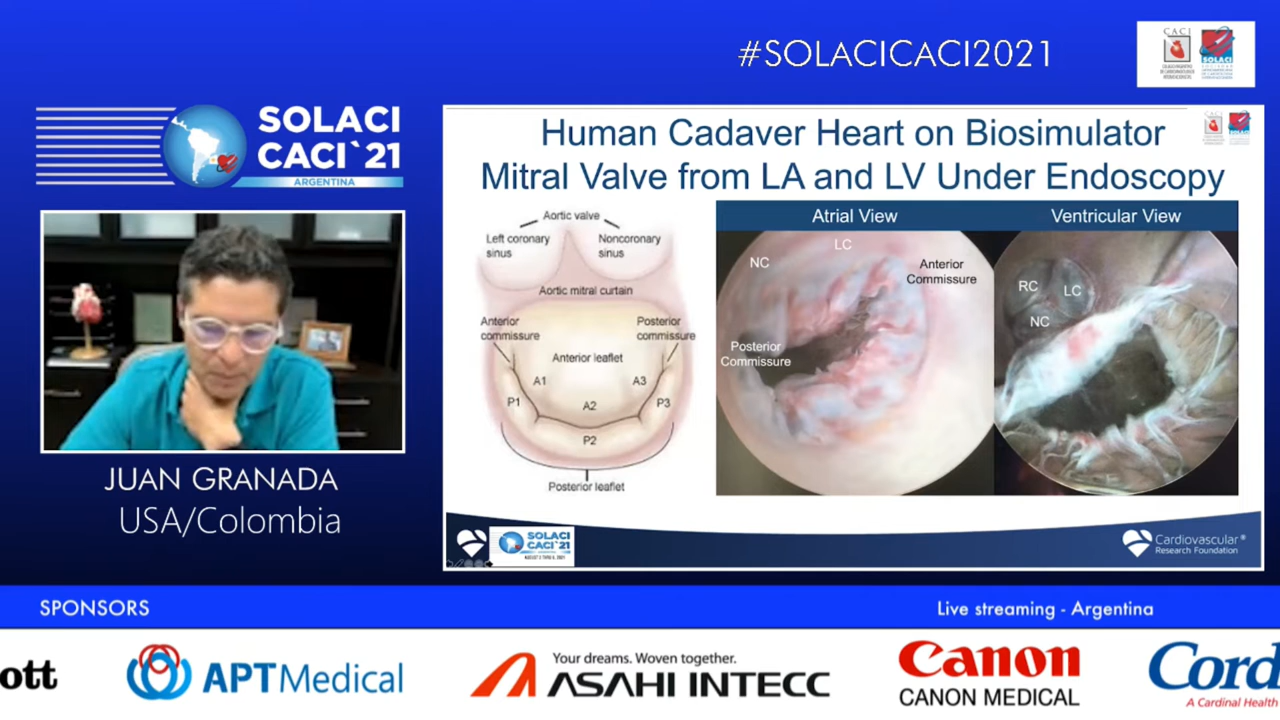 #SOLACICACI2021
CACI
SOLACI
SOLACI
CACI`21
ARGENTINA
JUAN GRANADA
USA/Colombia
Human Cadaver Heart on Biosimulator
Mitral Valve from LA and LV Under Endoscopy
Aortic valve
Left coronary
sinus
Noncoronary
sinus
Aortic mitral curtain
Anterior
commissure
Posterior
commissure
Anterior leaflet
A1
A3
P1
A2
P3
P2
Posterior leaflet
Atrial View
LC
NC
Anterior
Commissure
Posterior
Commissure
Ventricular View
RC
LC
NC
SOLACI
CACI`21
Cardiovascular®
Research Foundation
SPONSORS
Live streaming - Argentina
ott
APTMedical
Your dreams. Woven together.
ASAHI INTECC
Canon
CANON MEDICAL
Cord
A Cardinal Health